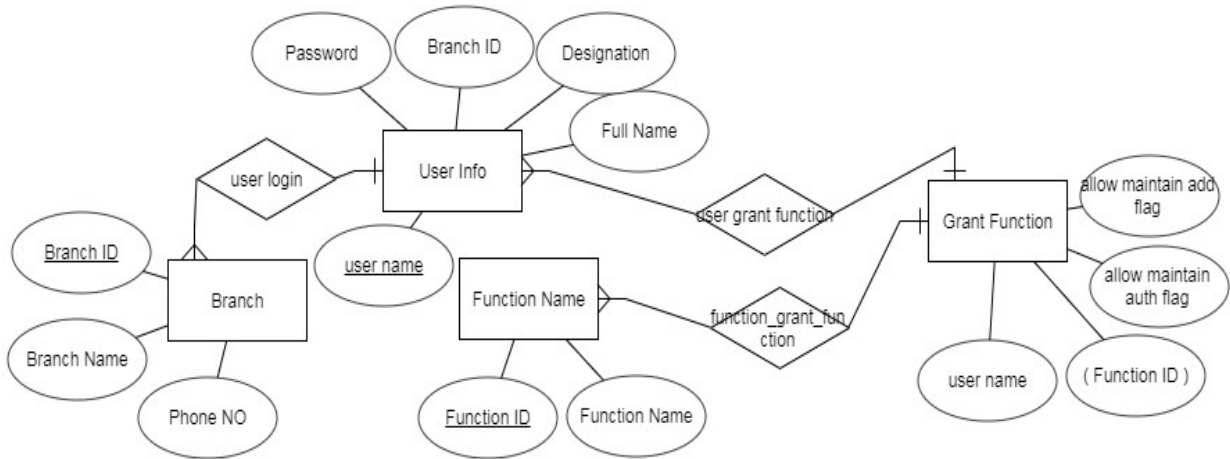 Password
Branch ID
Designation
Full Name
user login
User Info
user grant function
allow maintain add
flag
Grant Function
Branch ID
user name
allow maintain
auth flag
Branch
Function Name
function_grant_fun
ction
Branch Name
user name
( Function ID )
Phone NO
Function ID
Function Name